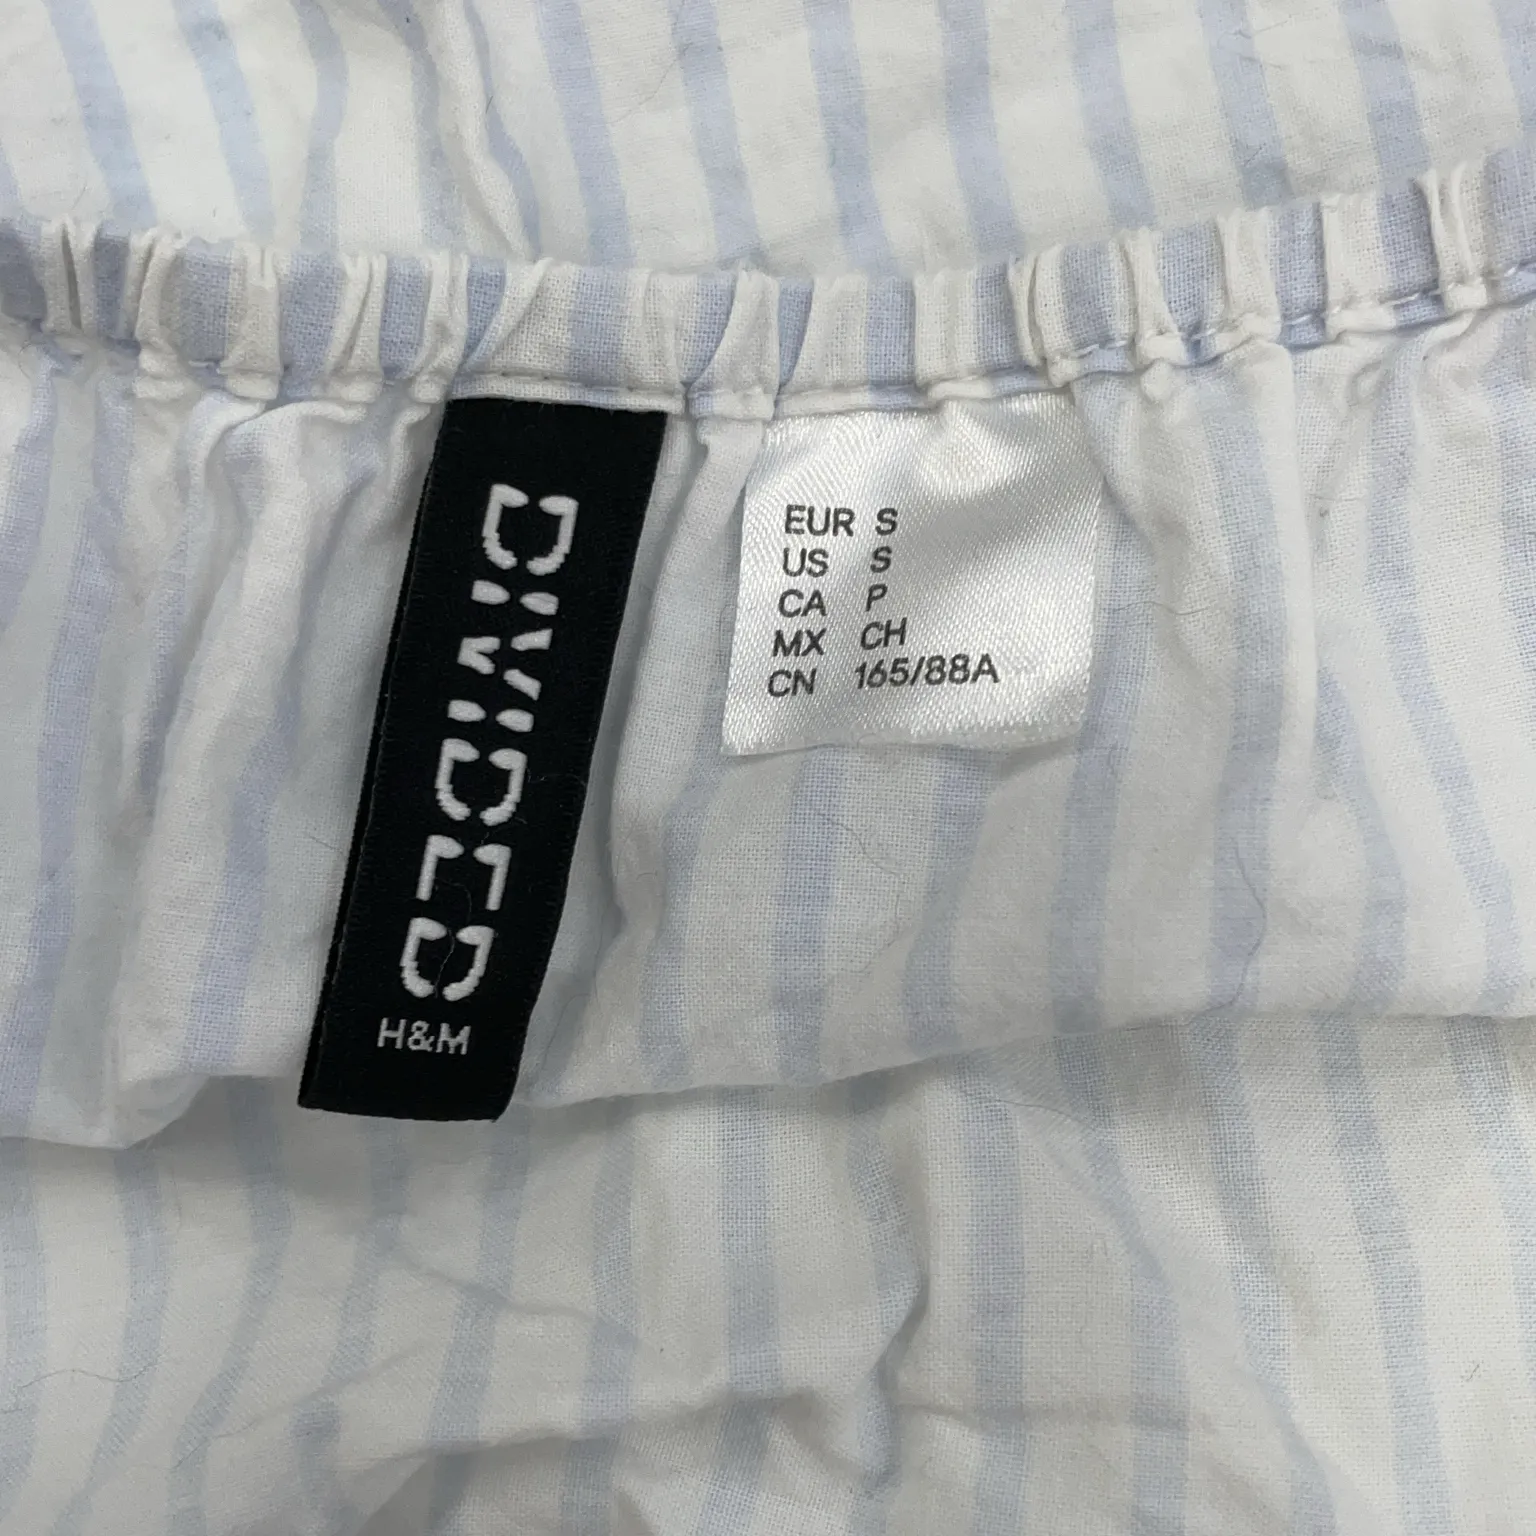 DIVIDED
H&M
EUR S
US S
CA P
MX CH
CN 165/88A